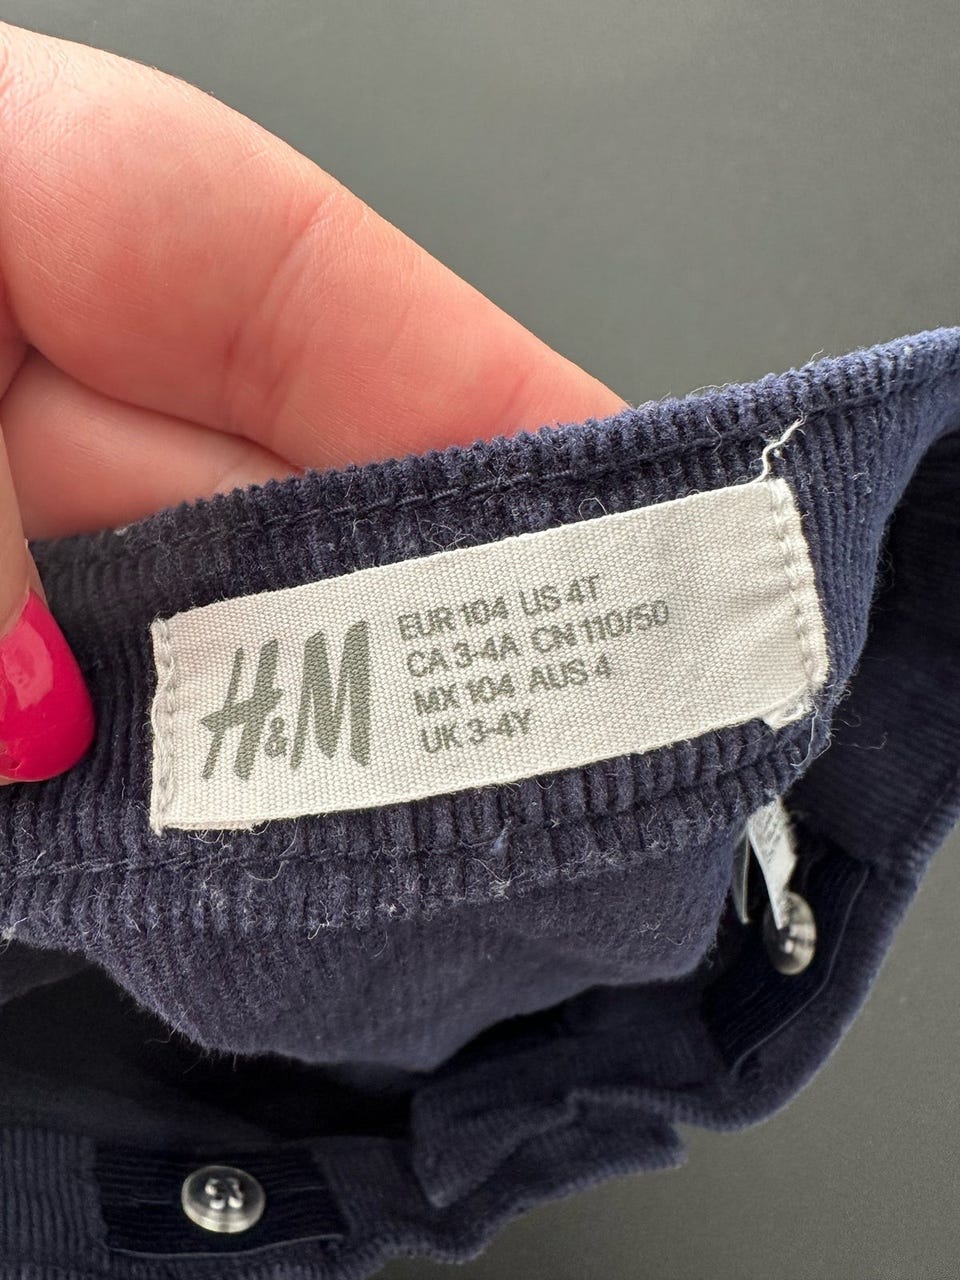 H&M
EUR 104 US 4T
CA 3-4A CN 110/50
MX 104 AUS 4
UK 3-4Y